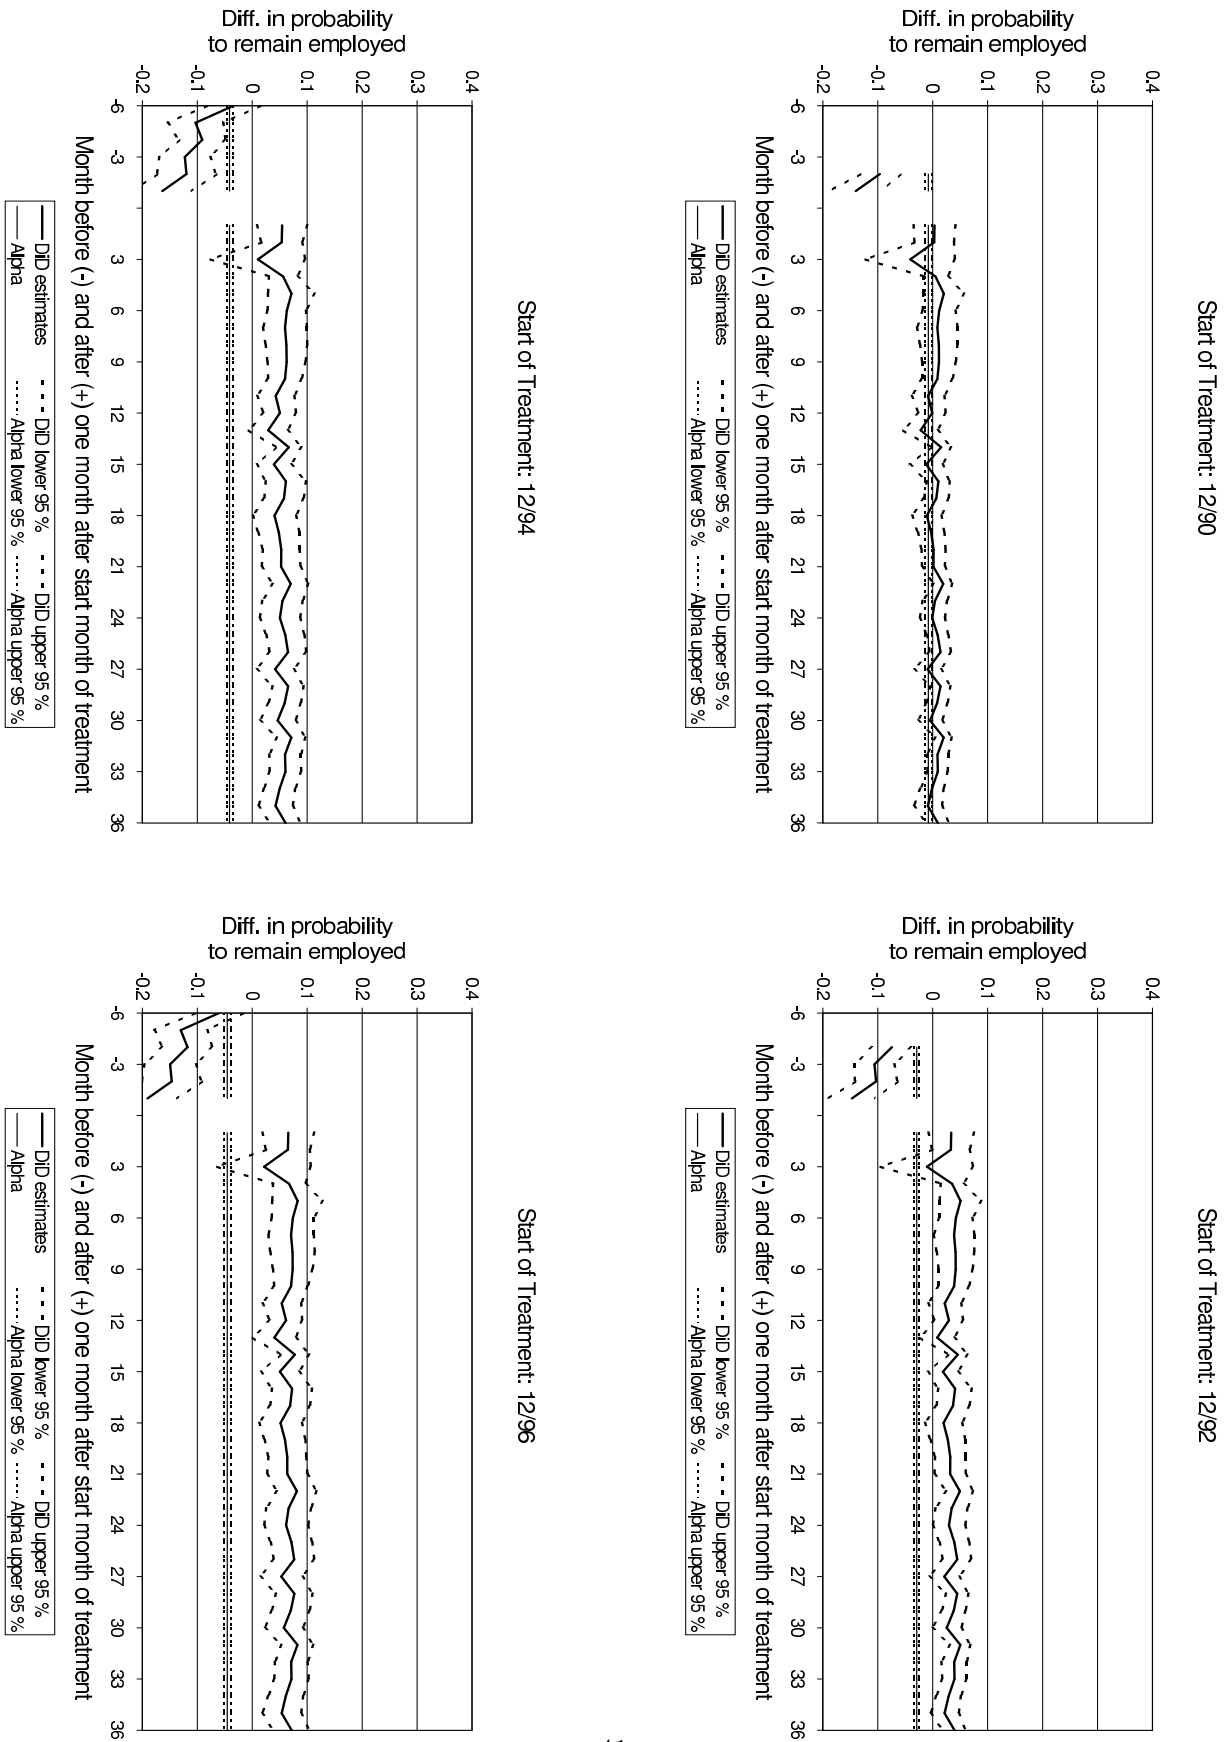 Start of Treatment: 12/90
Diff. in probability
to remain employed
0.4
0.3
0.2
0.1
0
-0.1
-0.2
-6 -3 3 6 9 12 15 18 21 24 27 30 33 36
Month before (-) and after (+) one month after start month of treatment
DiD estimates DiD lower 95 % DiD upper 95 %
Alpha Alpha lower 95 % Alpha upper 95 %
Start of Treatment: 12/92
Diff. in probability
to remain employed
0.4
0.3
0.2
0.1
0
-0.1
-0.2
-6 -3 3 6 9 12 15 18 21 24 27 30 33 36
Month before (-) and after (+) one month after start month of treatment
DiD estimates DiD lower 95 % DiD upper 95 %
Alpha Alpha lower 95 % Alpha upper 95 %
Start of Treatment: 12/94
Diff. in probability
to remain employed
0.4
0.3
0.2
0.1
0
-0.1
-0.2
-6 -3 3 6 9 12 15 18 21 24 27 30 33 36
Month before (-) and after (+) one month after start month of treatment
DiD estimates DiD lower 95 % DiD upper 95 %
Alpha Alpha lower 95 % Alpha upper 95 %
Start of Treatment: 12/96
Diff. in probability
to remain employed
0.4
0.3
0.2
0.1
0
-0.1
-0.2
-6 -3 3 6 9 12 15 18 21 24 27 30 33 36
Month before (-) and after (+) one month after start month of treatment
DiD estimates DiD lower 95 % DiD upper 95 %
Alpha Alpha lower 95 % Alpha upper 95 %